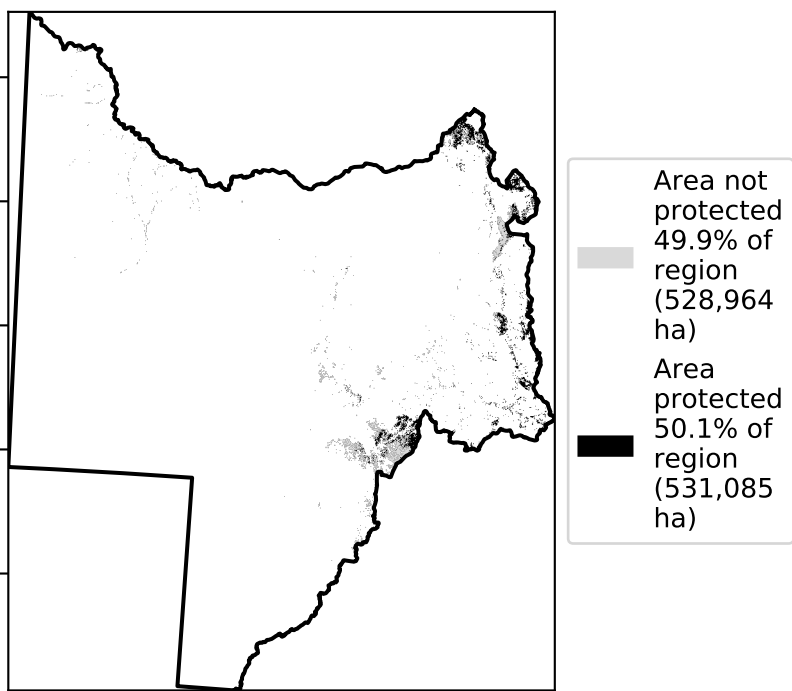 Area not
protected
49.9% of
region
(528,964
ha)
Area
protected
50.1% of
region
(531,085
ha)